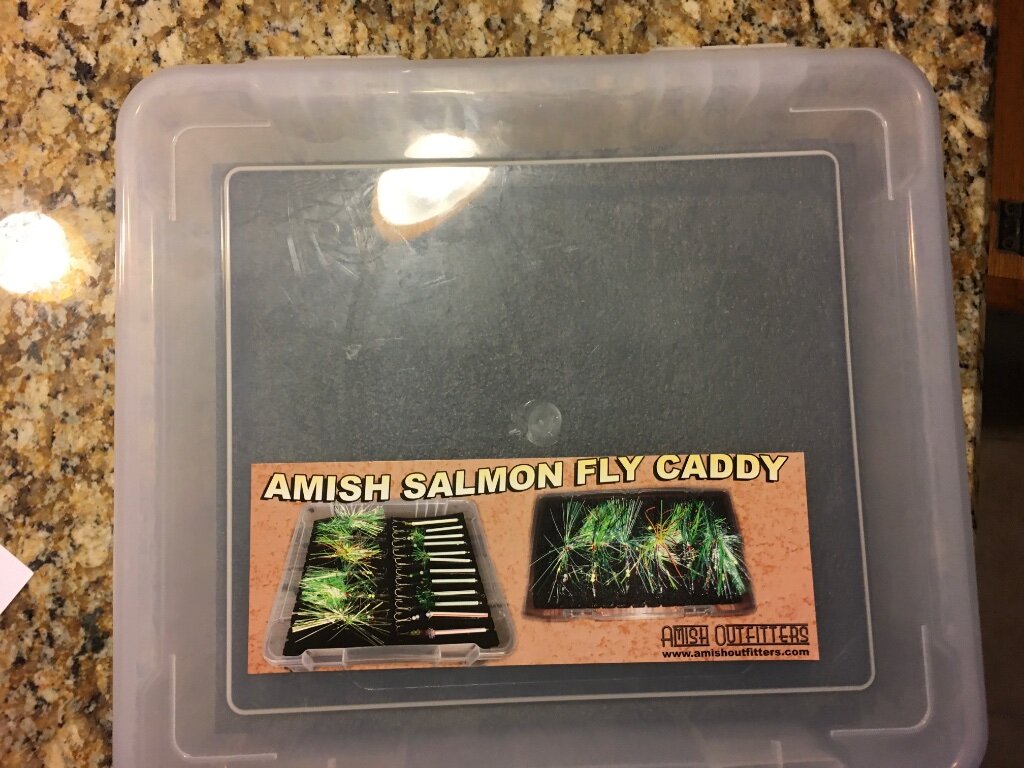 AMISH SALMON FLY CADDY
AMISH OUTFITTERS
www.amishoutfitters.com